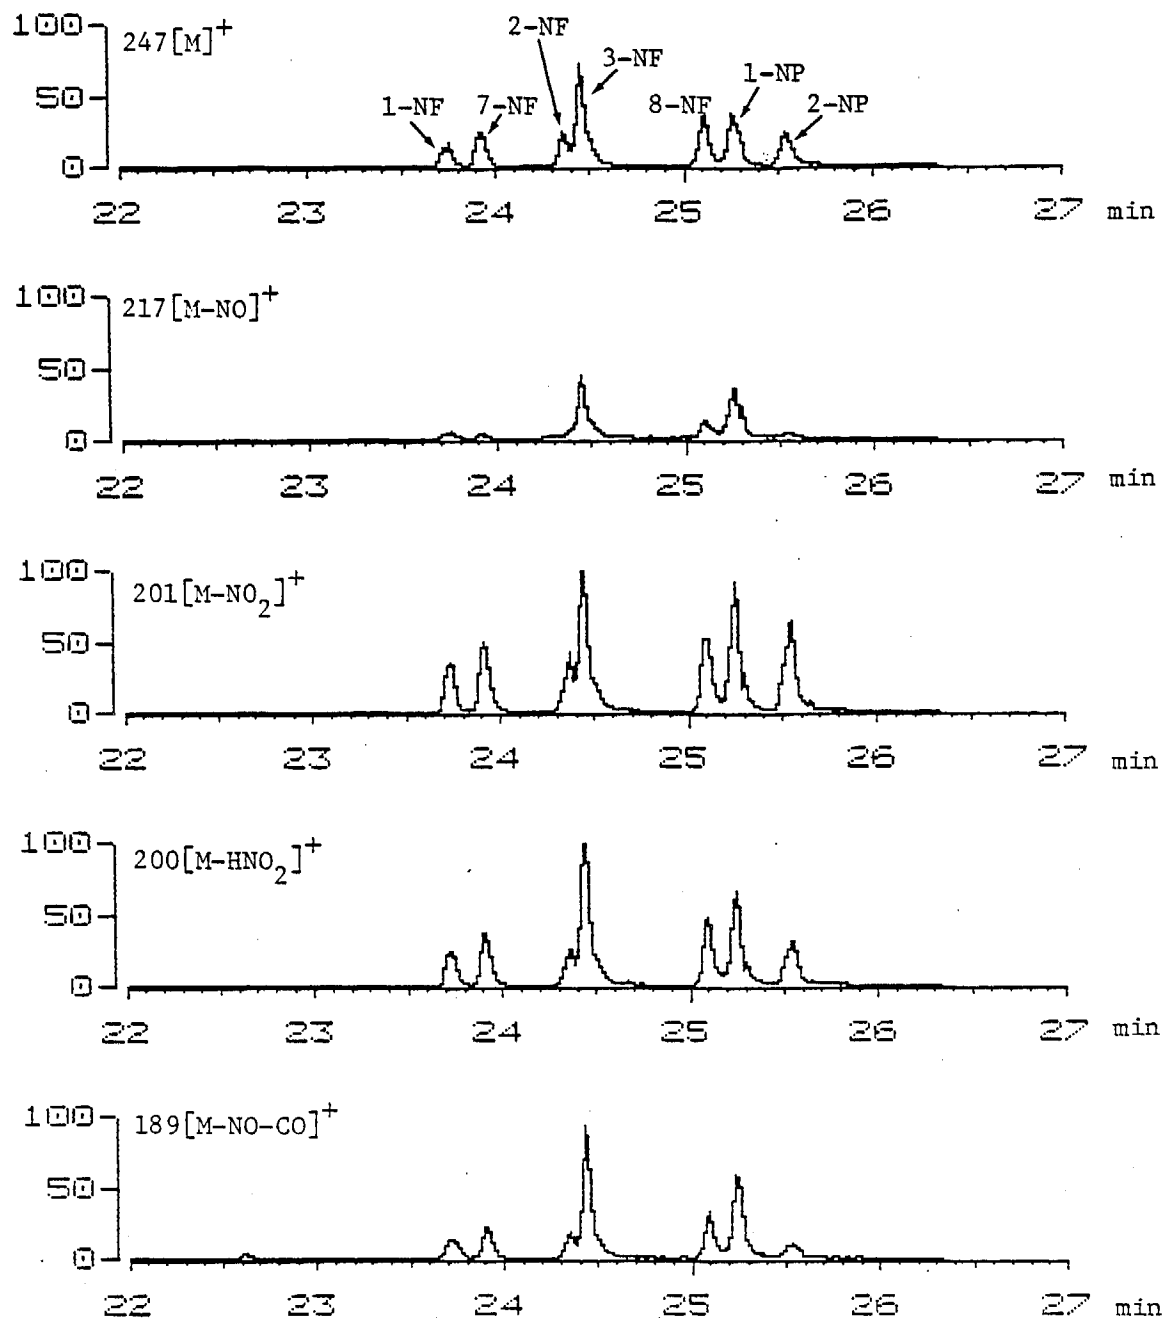 100
247[M]+
2-NF
3-NF
50
1-NF
7-NF
8-NF
1-NP
2-NP
0
22 23 24 25 26 27 min
100
217[M-NO]+
50
0
22 23 24 25 26 27 min
100
201[M-NO2]+
50
0
22 23 24 25 26 27 min
100
200[M-HNO2]+
50
0
22 23 24 25 26 27 min
100
189[M-NO-CO]+
50
0
22 23 24 25 26 27 min